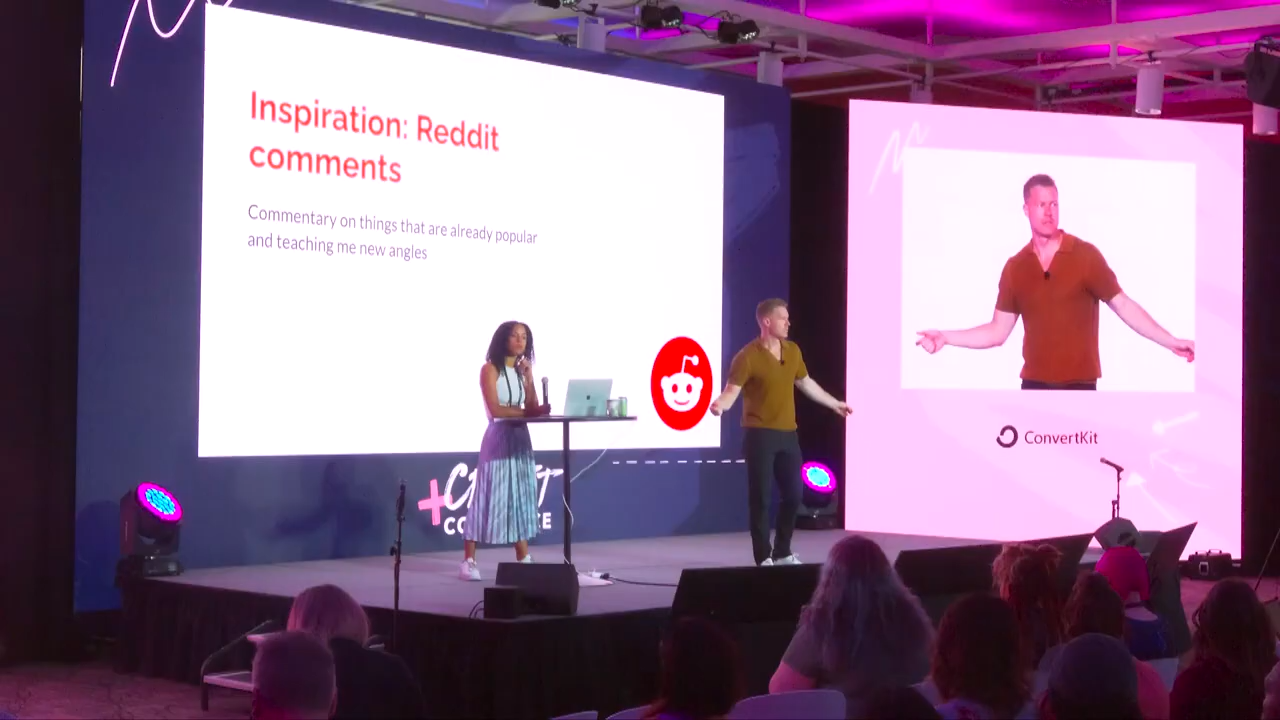 Inspiration: Reddit
comments
Commentary on things that are already popular
and teaching me new angles
ConvertKit